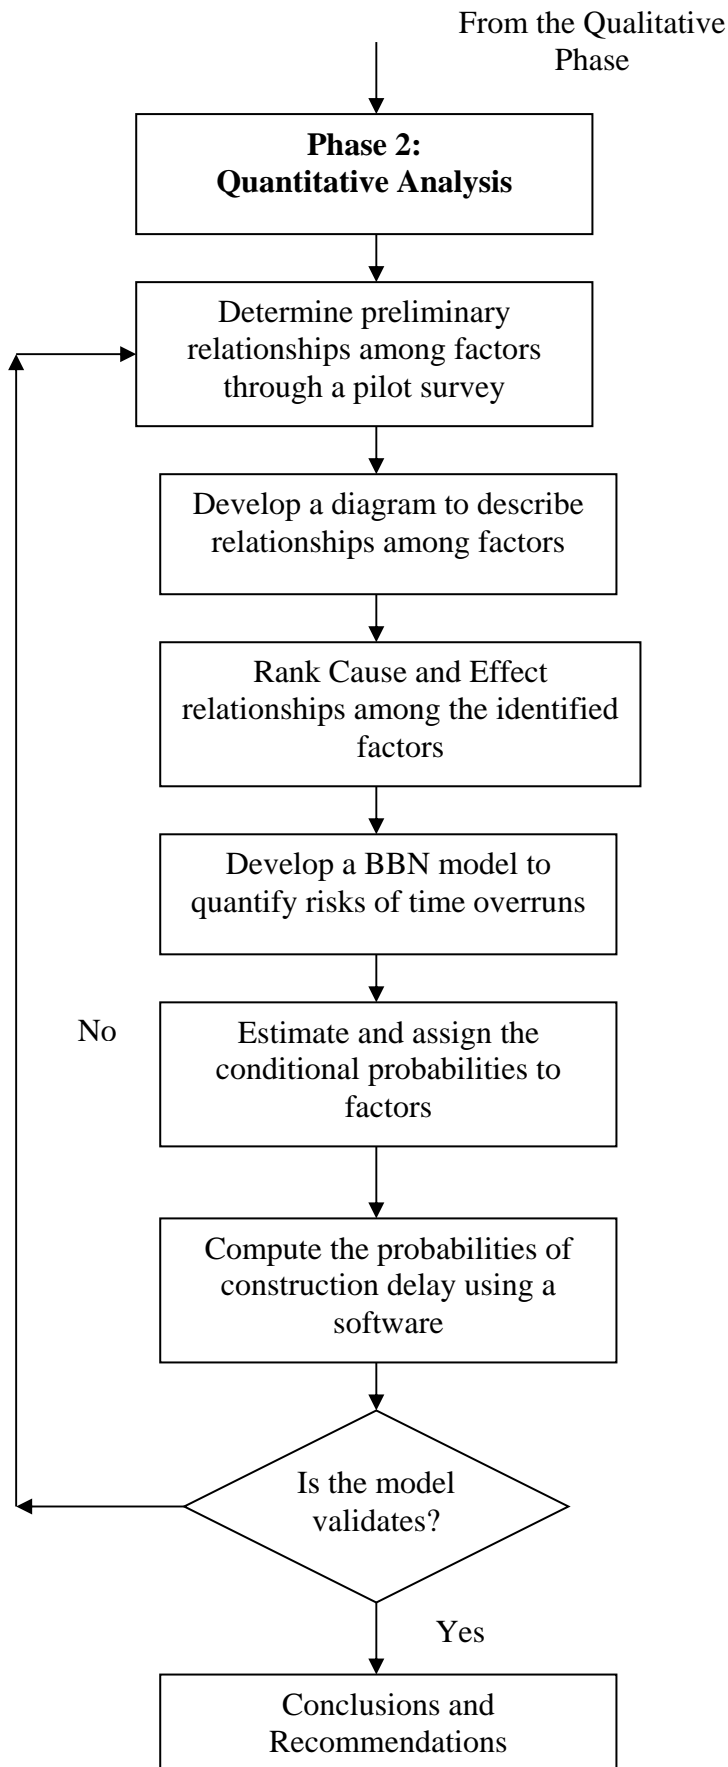 From the Qualitative
Phase
Phase 2:
Quantitative Analysis
Determine preliminary
relationships among factors
through a pilot survey
Develop a diagram to describe
relationships among factors
Rank Cause and Effect
relationships among the identified
factors
Develop a BBN model to
quantify risks of time overruns
No
Estimate and assign the
conditional probabilities to
factors
Compute the probabilities of
construction delay using a
software
Is the model
validates?
Yes
Conclusions and
Recommendations